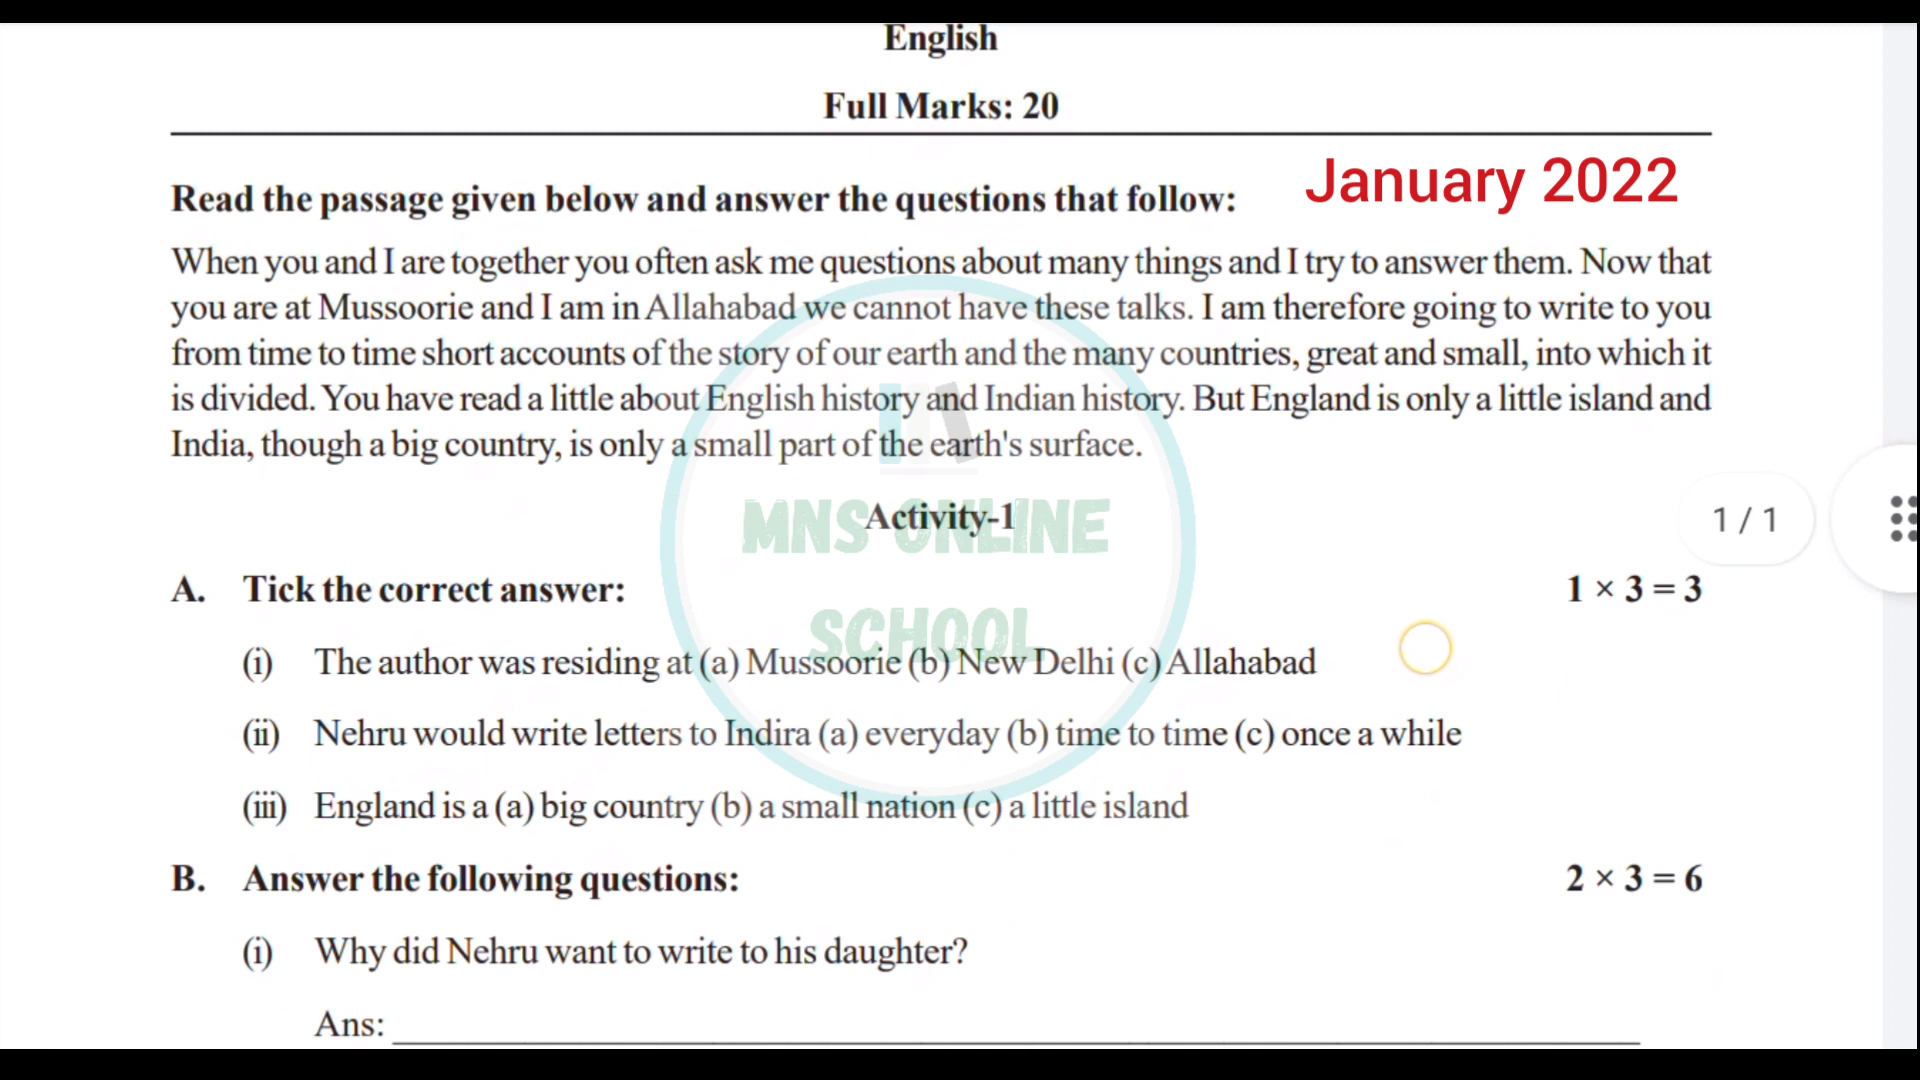 English
Full Marks: 20
January 2022
Read the passage given below and answer the questions that follow:
When you and I are together you often ask me questions about many things and I try to answer them. Now that
you are at Mussoorie and I am in Allahabad we cannot have these talks. I am therefore going to write to you
from time to time short accounts of the story of our earth and the many countries, great and small, into which it
is divided. You have read a little about English history and Indian history. But England is only a little island and
India, though a big country, is only a small part of the earth's surface.
MNS ONLINE
SCHOOL
Activity-1
1 / 1
A. Tick the correct answer: 1 × 3 = 3
(i) The author was residing at (a) Mussoorie (b) New Delhi (c) Allahabad
(ii) Nehru would write letters to Indira (a) everyday (b) time to time (c) once a while
(iii) England is a (a) big country (b) a small nation (c) a little island
B. Answer the following questions: 2 × 3 = 6
(i) Why did Nehru want to write to his daughter?
Ans: